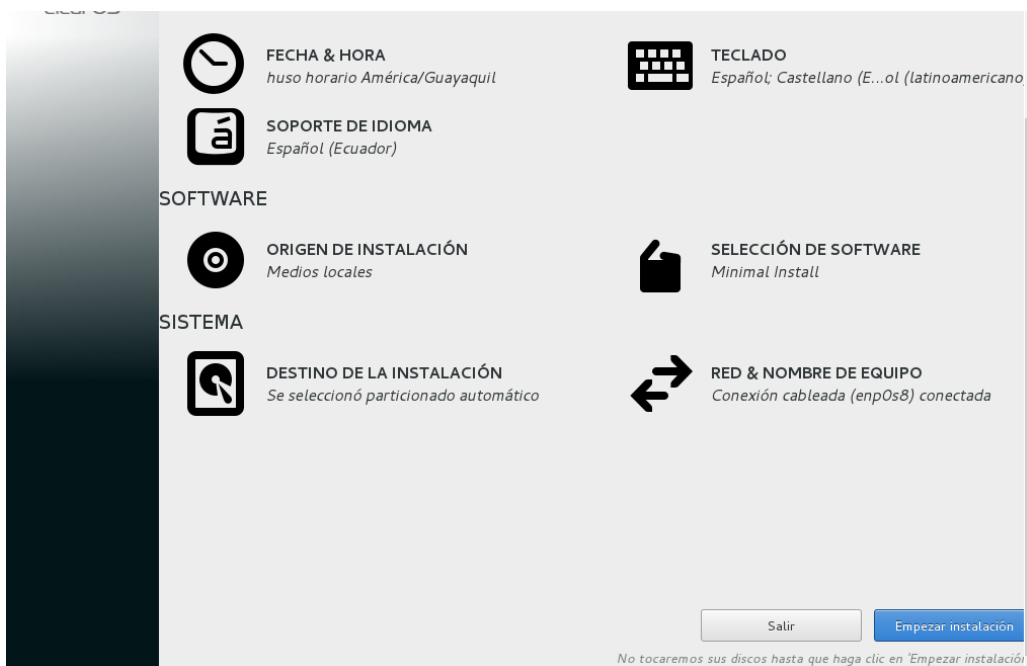 FECHA & HORA
huso horario América/Guayaquil
TECLADO
Español; Castellano (E...ol (latinoamericano)
SOPORTE DE IDIOMA
Español (Ecuador)
SOFTWARE
ORIGEN DE INSTALACIÓN
Medios locales
SELECCIÓN DE SOFTWARE
Minimal Install
SISTEMA
DESTINO DE LA INSTALACIÓN
Se seleccionó particionado automático
RED & NOMBRE DE EQUIPO
Conexión cableada (enp0s8) conectada
Salir
Empezar instalación
No tocaremos sus discos hasta que haga clic en 'Empezar instalación